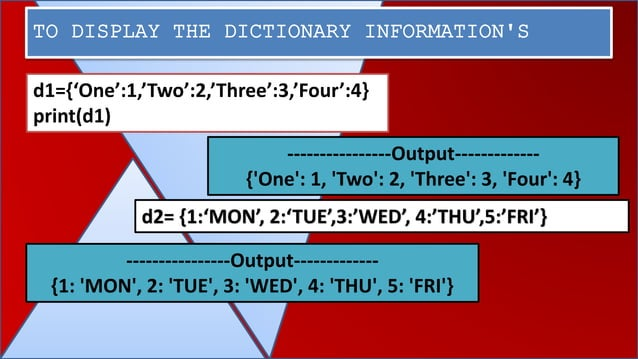 TO DISPLAY THE DICTIONARY INFORMATION'S
d1={‘One’:1,’Two’:2,’Three’:3,’Four’:4}
print(d1)
----------------Output-------------
{'One': 1, 'Two': 2, 'Three': 3, 'Four': 4}
d2= {1:‘MON’, 2:‘TUE’,3:’WED’, 4:’THU’,5:’FRI’}
----------------Output-------------
{1: 'MON', 2: 'TUE', 3: 'WED', 4: 'THU', 5: 'FRI'}